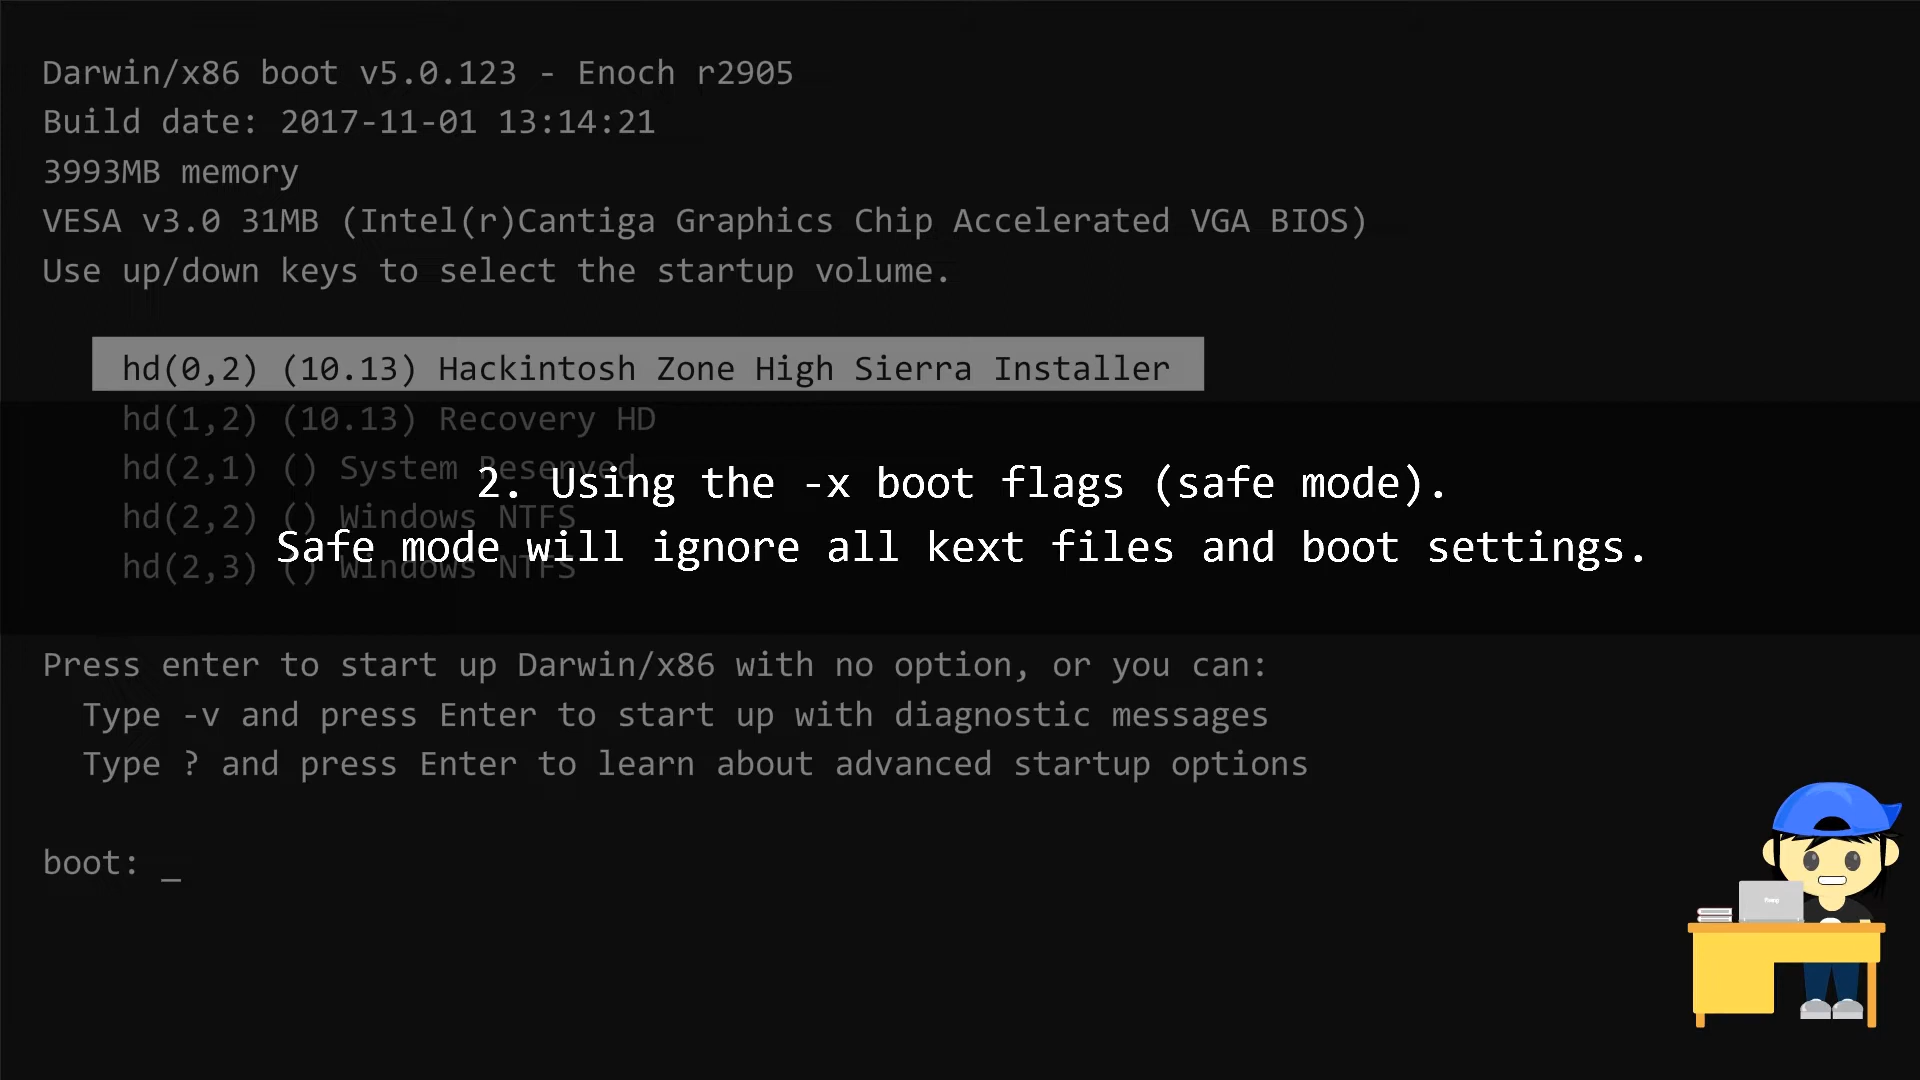 Darwin/x86 boot v5.0.123 - Enoch r2905
Build date: 2017-11-01 13:14:21
3993MB memory
VESA v3.0 31MB (Intel(r)Cantiga Graphics Chip Accelerated VGA BIOS)
Use up/down keys to select the startup volume.
hd(0,2) (10.13) Hackintosh Zone High Sierra Installer
hd(1,2) (10.13) Recovery HD
hd(2,1) () System Reserved
2. Using the -x boot flags (safe mode).
hd(2,2) () Windows NTFS
Safe mode will ignore all kext files and boot settings.
hd(2,3) () Windows NTFS
Press enter to start up Darwin/x86 with no option, or you can:
Type -v and press Enter to start up with diagnostic messages
Type ? and press Enter to learn about advanced startup options
boot: _